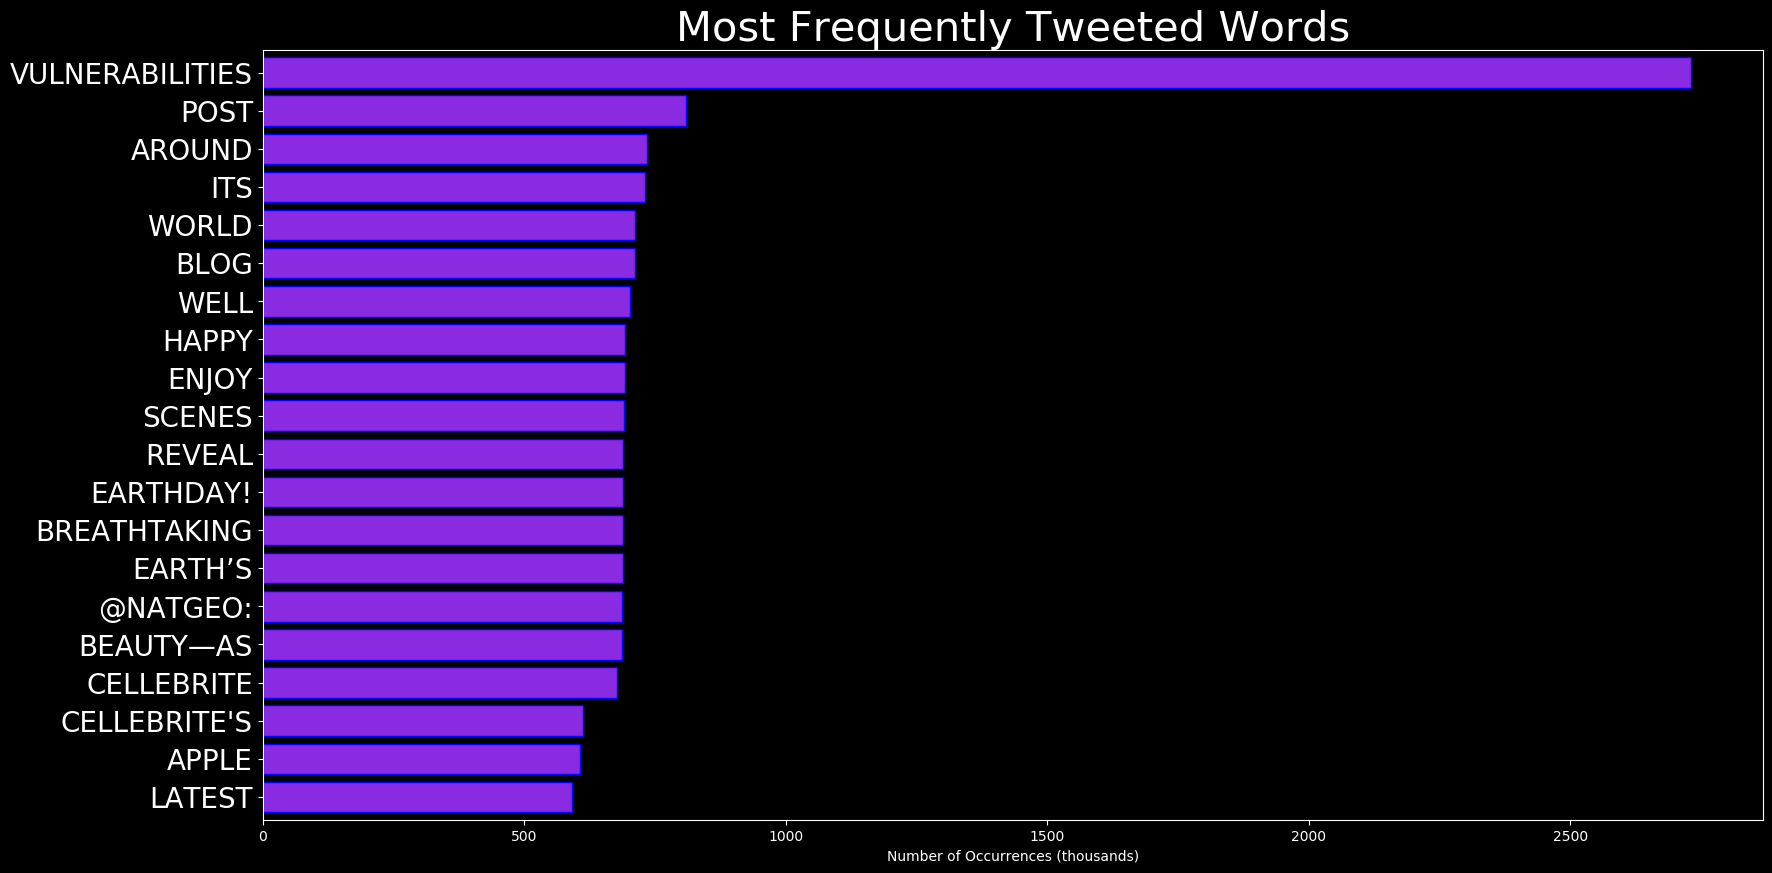 Most Frequently Tweeted Words
VULNERABILITIES
POST
AROUND
ITS
WORLD
BLOG
WELL
HAPPY
ENJOY
SCENES
REVEAL
EARTHDAY!
BREATHTAKING
EARTH’S
@NATGEO:
BEAUTY—AS
CELLEBRITE
CELLEBRITE'S
APPLE
LATEST
0 500 1000 1500 2000 2500
Number of Occurrences (thousands)